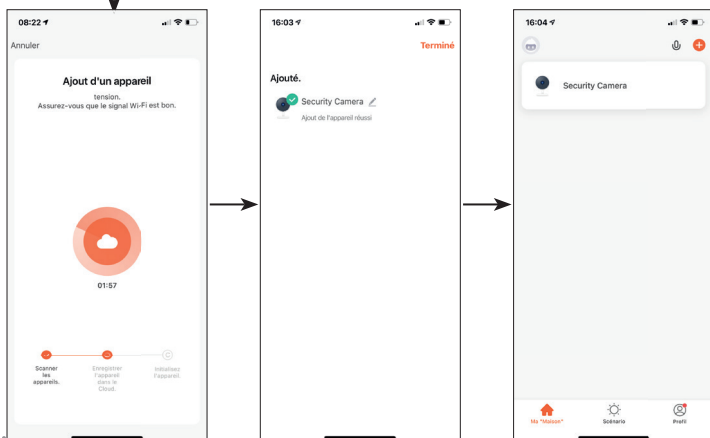 08:22
Annuler
Ajout d'un appareil
tension.
Assurez-vous que le signal Wi-Fi est bon.
01:57
Scanner
les
appareils.
Enregistrer
l'appareil
dans le
Cloud.
Initialisez
l'appareil.
16:03
Terminé
Ajouté.
Security Camera
Ajout de l'appareil réussi
16:04
Security Camera
Ma "Maison"
Scénario
Profil